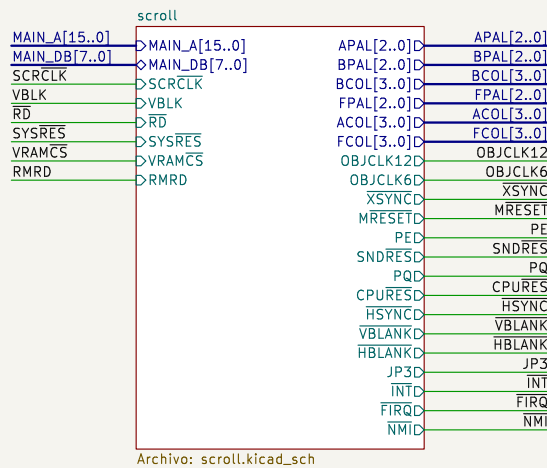 scroll
MAIN_A[15..0] MAIN_A[15..0] APAL[2..0] APAL[2..0]
MAIN_DB[7..0] MAIN_DB[7..0] BPAL[2..0] BPAL[2..0]
SCRCLK SCRCLK BCOL[3..0] BCOL[3..0]
VBLK VBLK FPAL[2..0] FPAL[2..0]
RD RD ACOL[3..0] ACOL[3..0]
SYSRES SYSRES FCOL[3..0] FCOL[3..0]
VRAMCS VRAMCS OBJCLK12 OBJCLK12
RMRD RMRD OBJCLK6 OBJCLK6
XSYNC XSYNC
MRESET MRESET
PE PE
SNDRES SNDRES
PQ PQ
CPURES CPURES
HSYNC HSYNC
VBLANK VBLANK
HBLANK HBLANK
JP3 JP3
INT INT
FIRQ FIRQ
NMI NMI
Archivo: scroll.kicad_sch